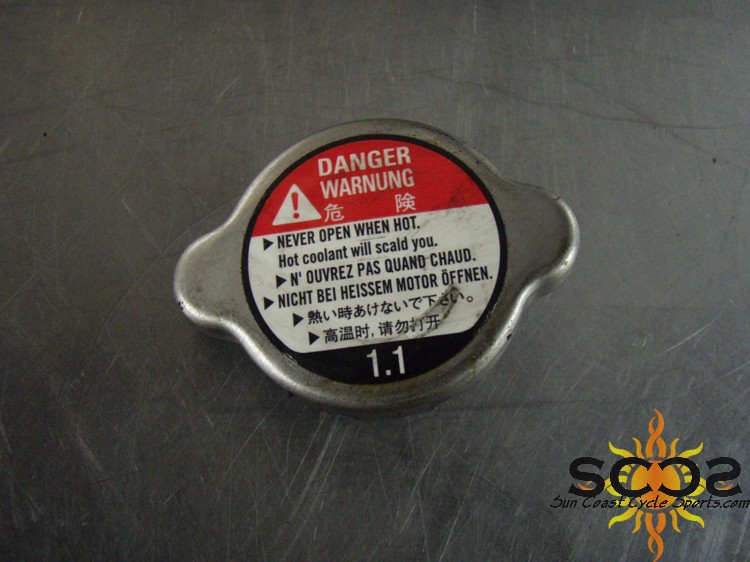 DANGER
WARNUNG
危 険
NEVER OPEN WHEN HOT.
Hot coolant will scald you.
N' OUVREZ PAS QUAND CHAUD.
NICHT BEI HEISSEM MOTOR ÖFFNEN.
熱い時あけないで下さい。
高温时,请勿打开
1.1
SCCS
Sun Coast Cycle Sports.com